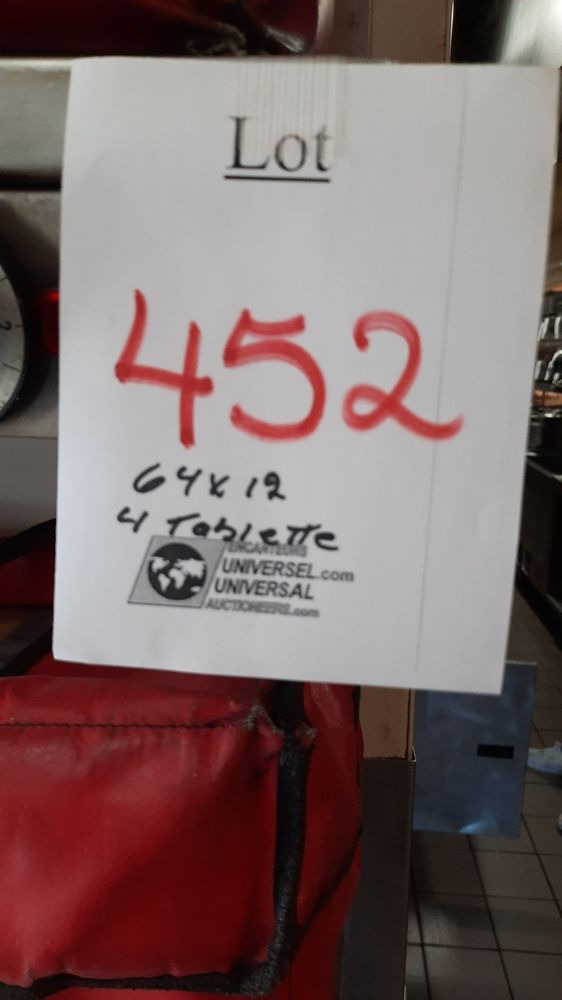 Lot
452
64x12
4 Tablette
ENCANTEURS
UNIVERSEL.com
UNIVERSAL
AUCTIONEERS.com